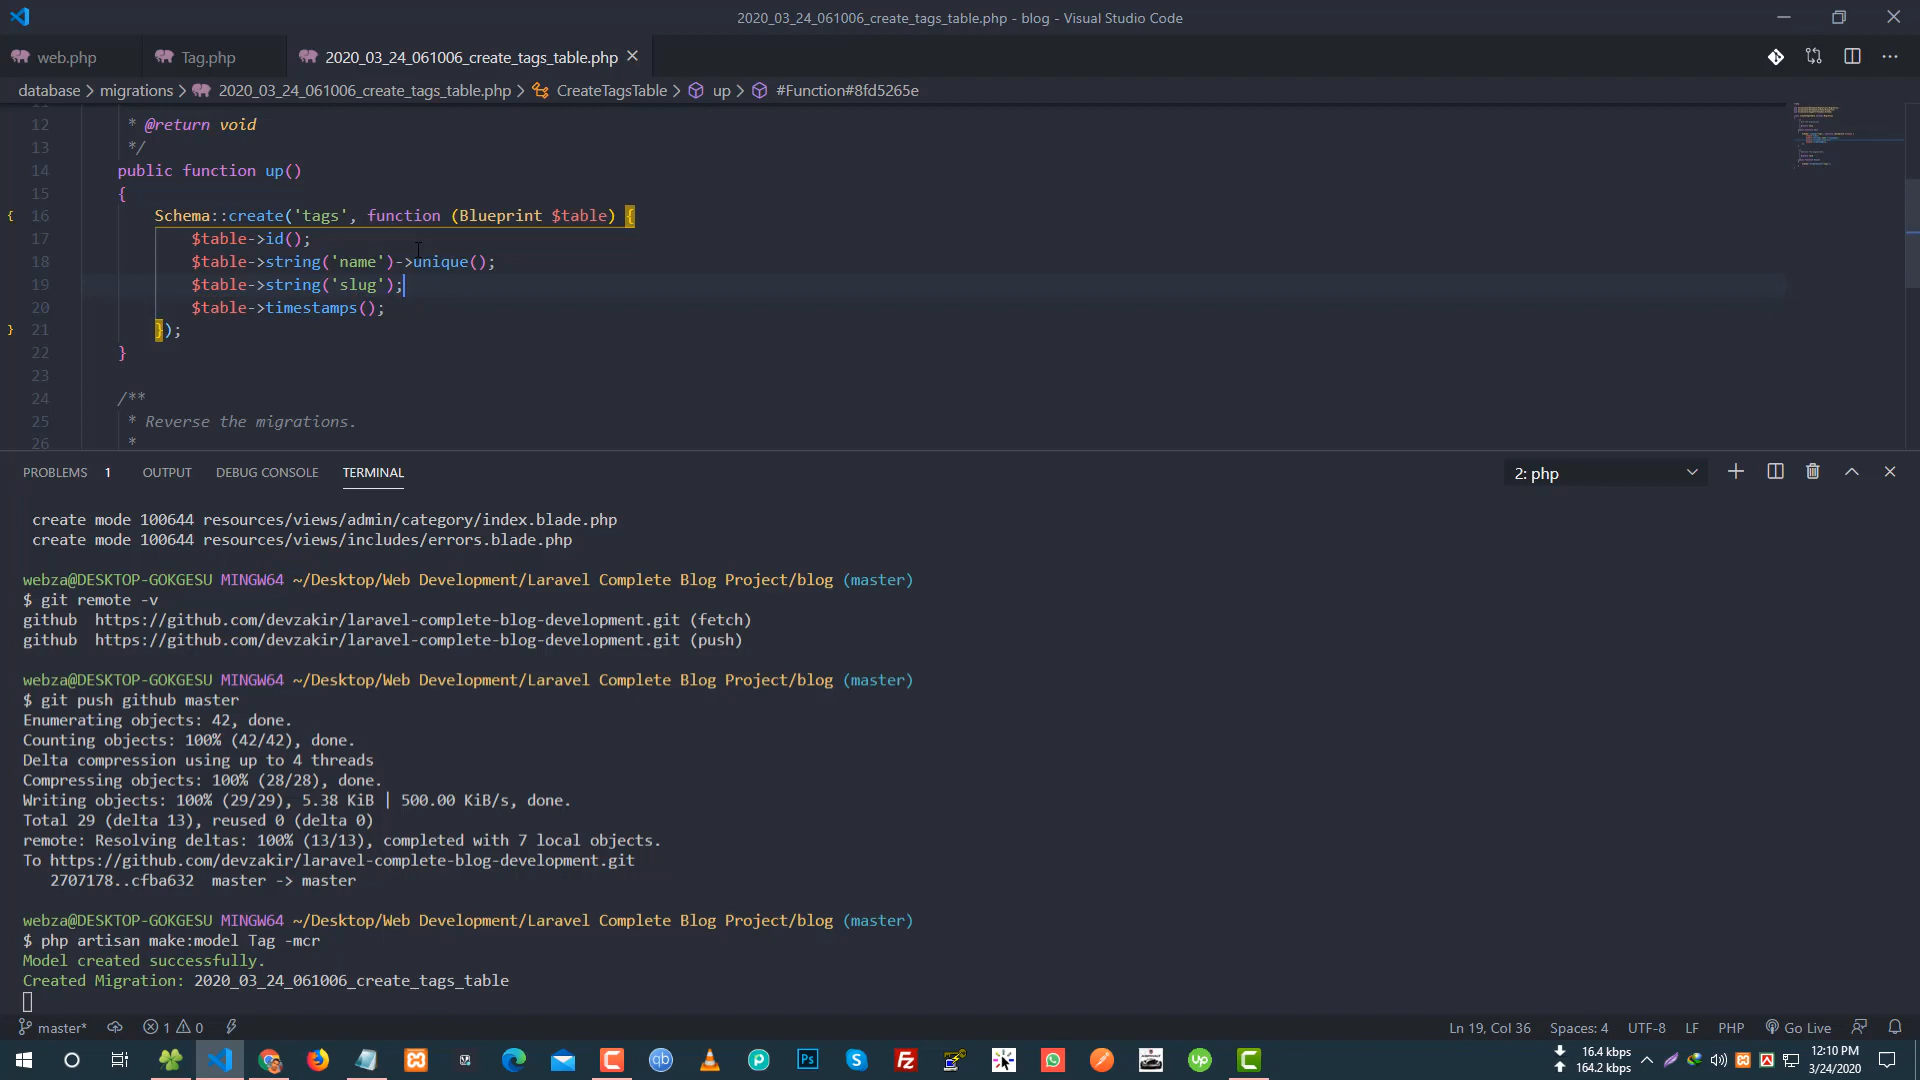 2020_03_24_061006_create_tags_table.php - blog - Visual Studio Code
web.php
Tag.php
2020_03_24_061006_create_tags_table.php
database > migrations > 2020_03_24_061006_create_tags_table.php > CreateTagsTable > up > #Function#8fd5265e
12 * @return void
13 */
14 public function up()
15 {
16 Schema::create('tags', function (Blueprint $table) {
17 $table->id();
18 $table->string('name')->unique();
19 $table->string('slug');
20 $table->timestamps();
21 });
22 }
23
24 /**
25 * Reverse the migrations.
26 *
PROBLEMS 1 OUTPUT DEBUG CONSOLE TERMINAL 2: php
create mode 100644 resources/views/admin/category/index.blade.php
create mode 100644 resources/views/includes/errors.blade.php
webza@DESKTOP-GOKGESU MINGW64 ~/Desktop/Web Development/Laravel Complete Blog Project/blog (master)
$ git remote -v
github https://github.com/devzakir/laravel-complete-blog-development.git (fetch)
github https://github.com/devzakir/laravel-complete-blog-development.git (push)
webza@DESKTOP-GOKGESU MINGW64 ~/Desktop/Web Development/Laravel Complete Blog Project/blog (master)
$ git push github master
Enumerating objects: 42, done.
Counting objects: 100% (42/42), done.
Delta compression using up to 4 threads
Compressing objects: 100% (28/28), done.
Writing objects: 100% (29/29), 5.38 KiB | 500.00 KiB/s, done.
Total 29 (delta 13), reused 0 (delta 0)
remote: Resolving deltas: 100% (13/13), completed with 7 local objects.
To https://github.com/devzakir/laravel-complete-blog-development.git
2707178..cfba632 master -> master
webza@DESKTOP-GOKGESU MINGW64 ~/Desktop/Web Development/Laravel Complete Blog Project/blog (master)
$ php artisan make:model Tag -mcr
Model created successfully.
Created Migration: 2020_03_24_061006_create_tags_table
master* 1 0 Ln 19, Col 36 Spaces: 4 UTF-8 LF PHP Go Live
16.4 kbps
164.2 kbps
12:10 PM
3/24/2020